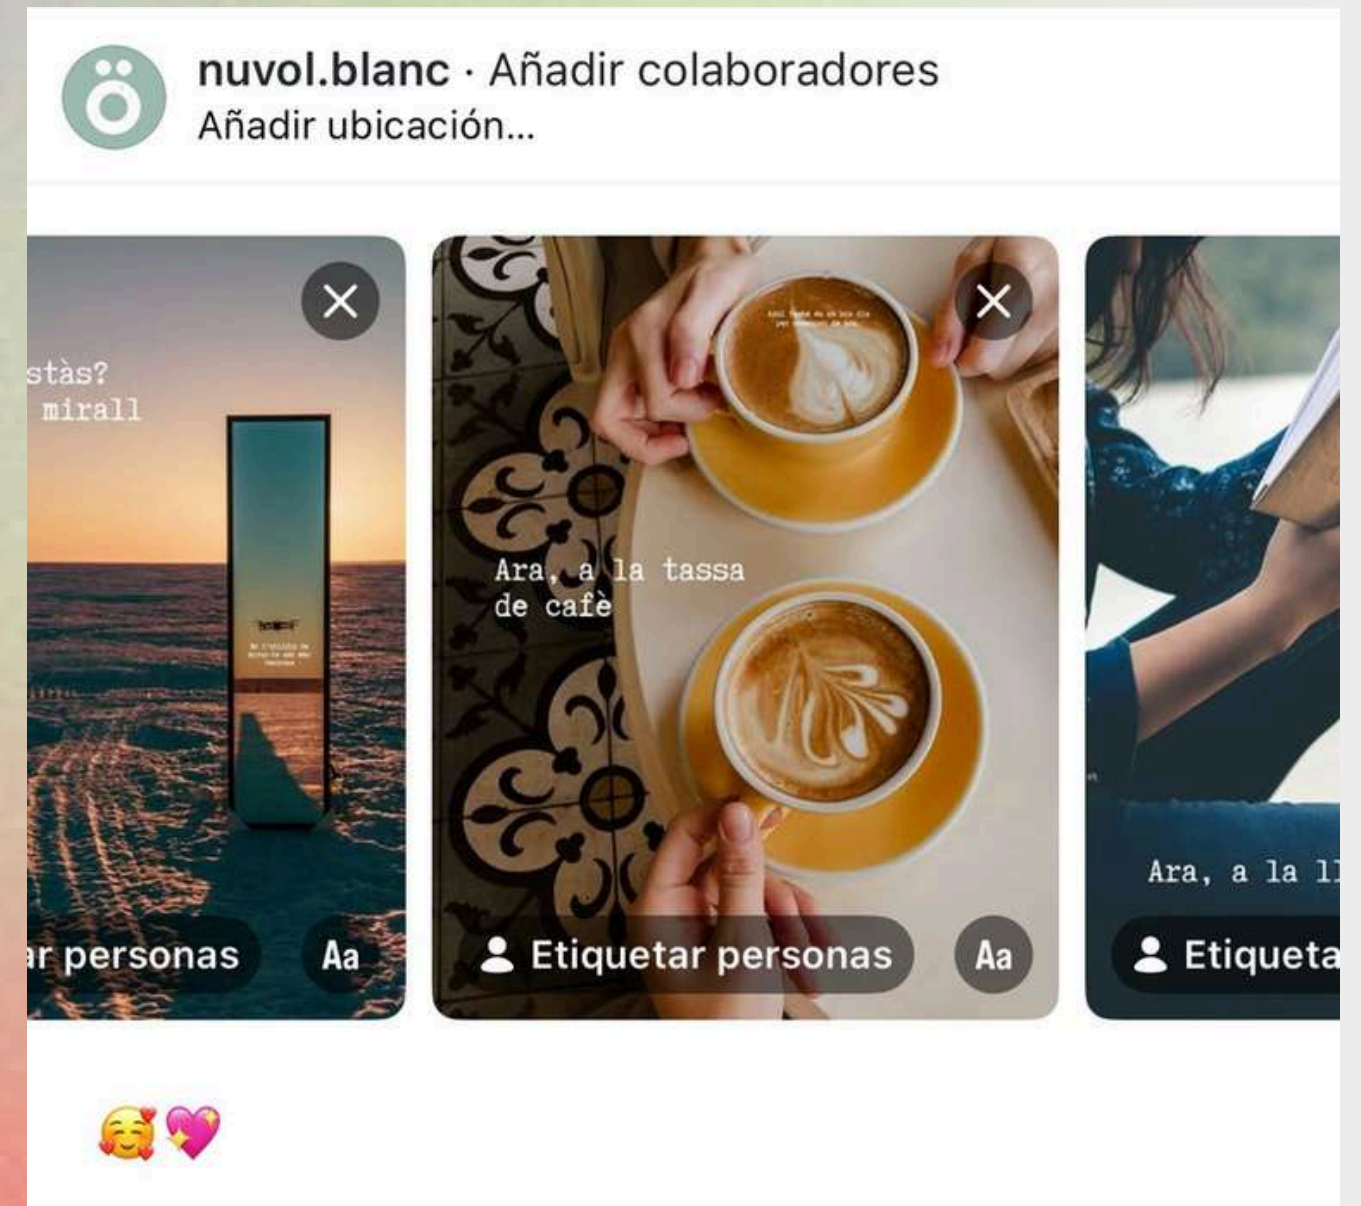 nuvol.blanc · Añadir colaboradores
Añadir ubicación...
stàs?
mirall
Ara, a la tassa
de cafè
Ara, a la ll
ar personas
Aa
Etiquetar personas
Aa
Etiqueta